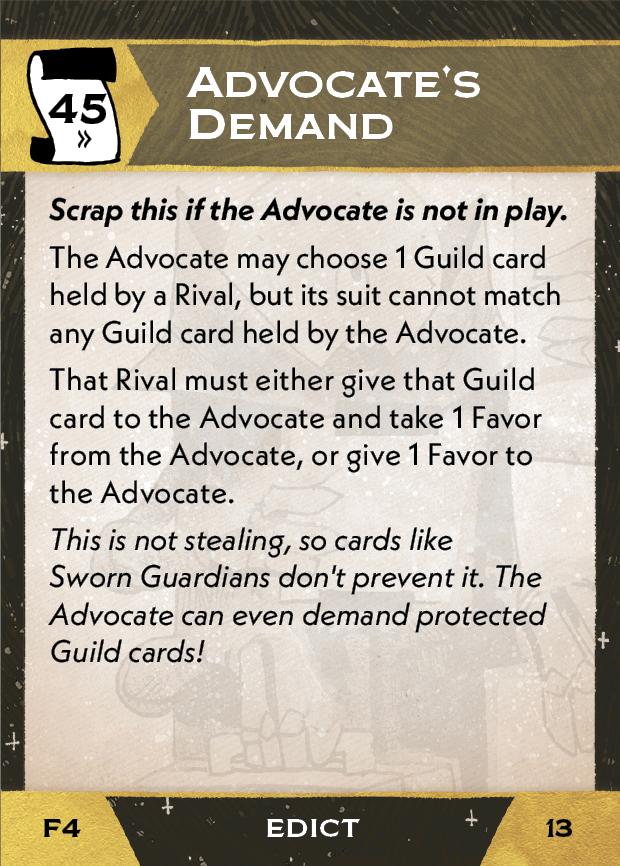 45
»
ADVOCATE'S
DEMAND
Scrap this if the Advocate is not in play.
The Advocate may choose 1 Guild card
held by a Rival, but its suit cannot match
any Guild card held by the Advocate.
That Rival must either give that Guild
card to the Advocate and take 1 Favor
from the Advocate, or give 1 Favor to
the Advocate.
This is not stealing, so cards like
Sworn Guardians don't prevent it. The
Advocate can even demand protected
Guild cards!
F4 EDICT 13